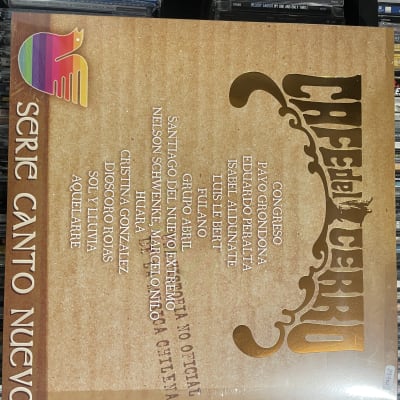 CAFE del CERRO
CONGRESO
PAYO GRONDONA
EDUARDO PERALTA
ISABEL ALDUNATE
LUIS LE BERT
FULANO
GRUPO ABRIL
SANTIAGO DEL NUEVO EXTREMO
NELSON SCHWENKE, MARCELO NILO
HUARA
CRISTINA GONZALEZ
DIOSCORO ROJAS
SOL Y LLUVIA
AQUELARRE
HISTORIA NO OFICIAL
CHILENA
SERIE CANTO NUEVO